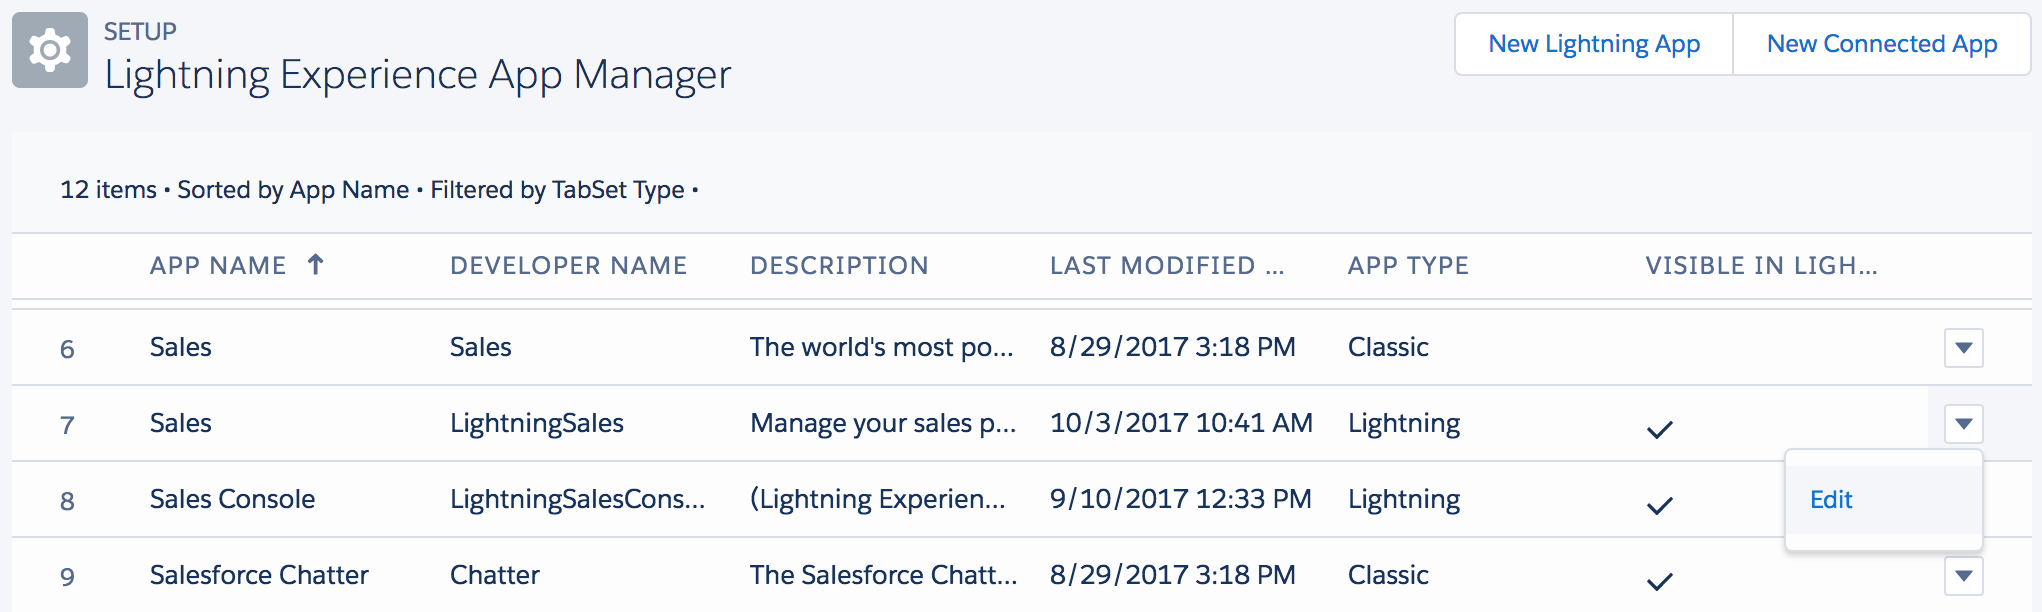 SETUP
Lightning Experience App Manager
New Lightning App New Connected App
12 items • Sorted by App Name • Filtered by TabSet Type •
APP NAME ↑ DEVELOPER NAME DESCRIPTION LAST MODIFIED ... APP TYPE VISIBLE IN LIGH...
6 Sales Sales The world's most po... 8/29/2017 3:18 PM Classic
7 Sales LightningSales Manage your sales p... 10/3/2017 10:41 AM Lightning ✓
8 Sales Console LightningSalesCons... (Lightning Experien... 9/10/2017 12:33 PM Lightning ✓ Edit
9 Salesforce Chatter Chatter The Salesforce Chatt... 8/29/2017 3:18 PM Classic ✓